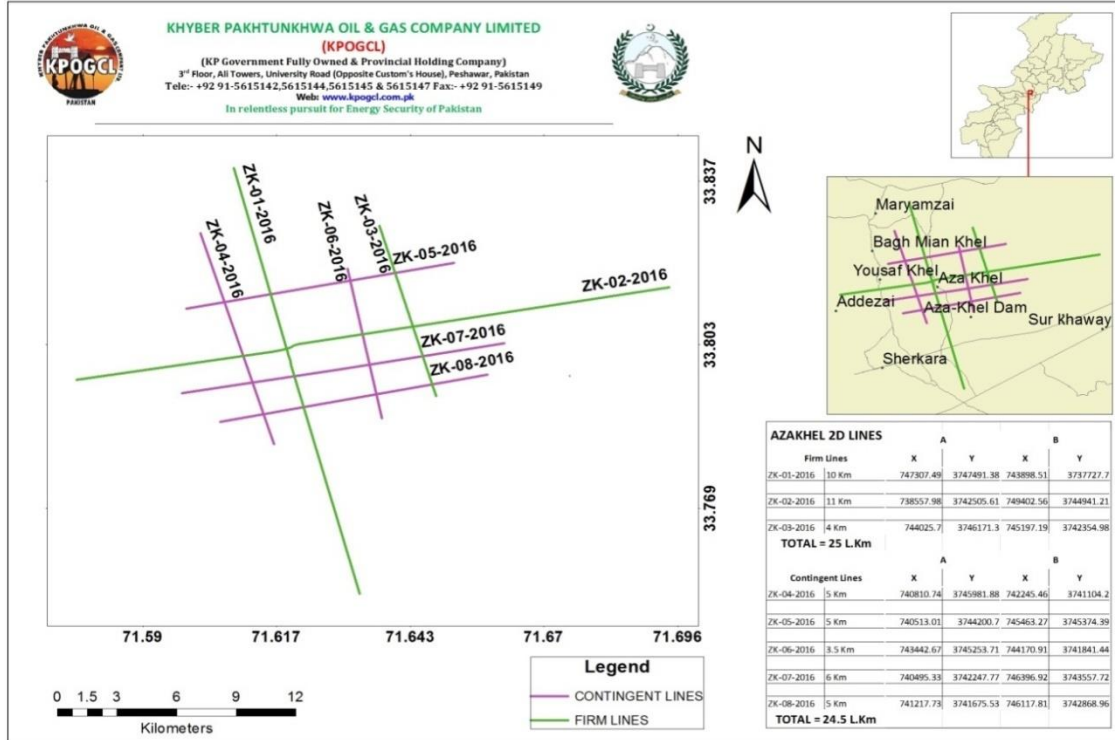 KHYBER PAKHTUNKHWA OIL & GAS COMPANY LIMITED
(KPOGCL)
(KP Government Fully Owned & Provincial Holding Company)
3rd Floor, Ali Towers, University Road (Opposite Custom's House), Peshawar, Pakistan
Tele:- +92 91-5615142,5615144,5615145 & 5615147 Fax:- +92 91-5615149
Web: www.kpogcl.com.pk
In relentless pursuit for Energy Security of Pakistan
KHYBER PAKHTUNKHWA OIL & GAS CO LTD
KPOGCL
PAKISTAN
N
ZK-01-2016
ZK-04-2016
ZK-06-2016
ZK-03-2016
ZK-05-2016
ZK-02-2016
ZK-07-2016
ZK-08-2016
33.837
33.803
33.769
71.59 71.617 71.643 71.67 71.696
Maryamzai
Bagh Mian Khel
Yousaf Khel
Aza Khel
Addezai
Aza-Khel Dam
Sur Khaway
Sherkara
0 1.5 3 6 9 12
Kilometers
Legend
CONTINGENT LINES
FIRM LINES
AZAKHEL 2D LINES A B
Firm Lines X Y X Y
ZK-01-2016 10 Km 747307.49 3747491.38 743898.51 3737727.7
ZK-02-2016 11 Km 738557.98 3742505.61 749402.56 3744941.21
ZK-03-2016 4 Km 744025.7 3746171.3 745197.19 3742354.98
TOTAL = 25 L.Km
A B
Contingent Lines X Y X Y
ZK-04-2016 5 Km 740810.74 3745981.88 742245.46 3741104.2
ZK-05-2016 5 Km 740513.01 3744200.7 745463.27 3745374.39
ZK-06-2016 3.5 Km 743442.67 3745253.71 744170.91 3741841.44
ZK-07-2016 6 Km 740495.33 3742247.77 746396.92 3743557.72
ZK-08-2016 5 Km 741217.73 3741675.53 746117.81 3742868.96
TOTAL = 24.5 L.Km